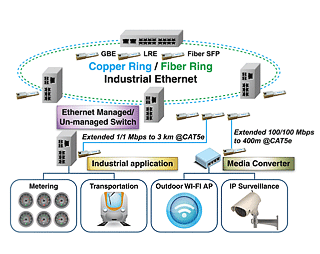 GBE LRE Fiber SFP
Copper Ring / Fiber Ring
Industrial Ethernet
Ethernet Managed/
Un-managed Switch
Extended 1/1 Mbps to 3 km @CAT5e
Extended 100/100 Mbps
to 400m @CAT5e
Industrial application
Media Converter
Metering
Transportation
Outdoor WI-FI AP
IP Surveillance